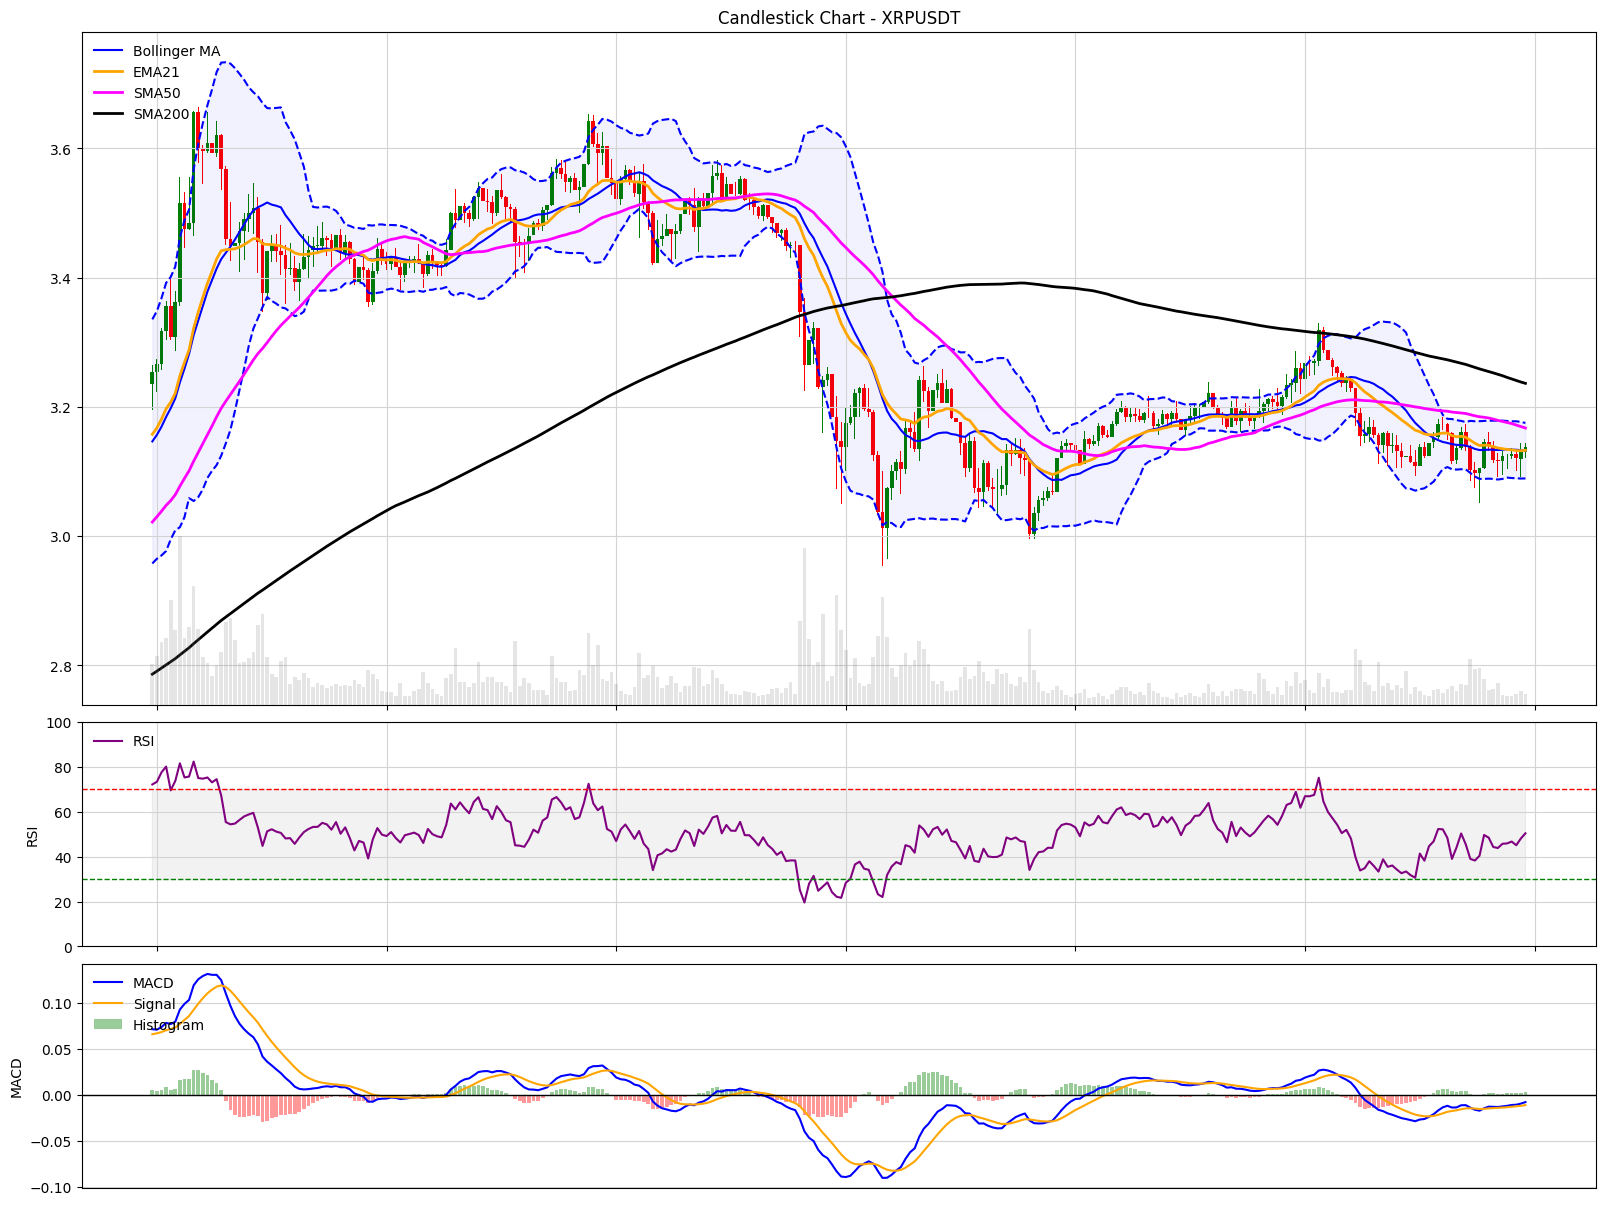 Candlestick Chart - XRPUSDT
Bollinger MA
EMA21
SMA50
SMA200
3.6
3.4
3.2
3.0
2.8
RSI
100
80
60
40
20
0
RSI
MACD
Signal
Histogram
0.10
0.05
0.00
−0.05
−0.10
MACD